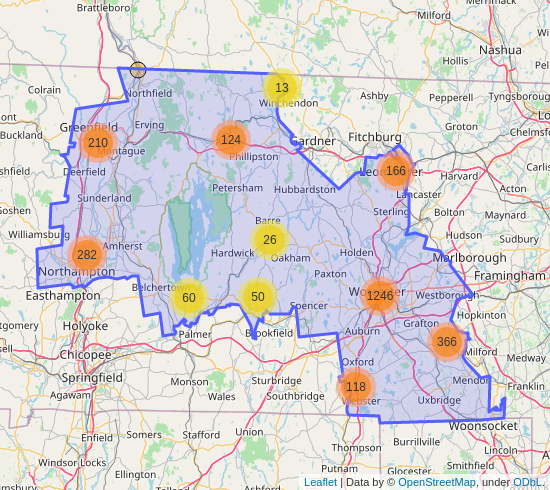 Brattleboro
Milford
Merrimack
Nashua
Hollis
Colrain
Northfield
13
Winchendon
Ashby
Pepperell
Tyngsborough
Groton
Chelmsford
Greenfield
Erving
124
Gardner
Fitchburg
210
Montague
Phillipston
Deerfield
166
Harvard
Acton
Petersham
Hubbardston
Lancaster
Sunderland
Sterling
Bolton
Maynard
Goshen
Barre
Williamsburg
Hudson
Sudbury
Amherst
26
282
Hardwick
Oakham
Holden
Marlborough
Northampton
Paxton
Framingham
Belchertown
Easthampton
60
50
1246
Westborough
Spencer
Hopkinton
Holyoke
Palmer
Brookfield
Auburn
Grafton
366
Milford
Chicopee
Oxford
Medway
Springfield
Monson
Sturbridge
118
Mendon
Franklin
Agawam
Wales
Southbridge
Webster
Uxbridge
Woonsocket
Enfield
Somers
Stafford
Union
Thompson
Burrillville
Lincoln
Windsor Locks
Putnam
Smithfield
Ellington
Glocester
Leaflet | Data by © OpenStreetMap, under ODbL.